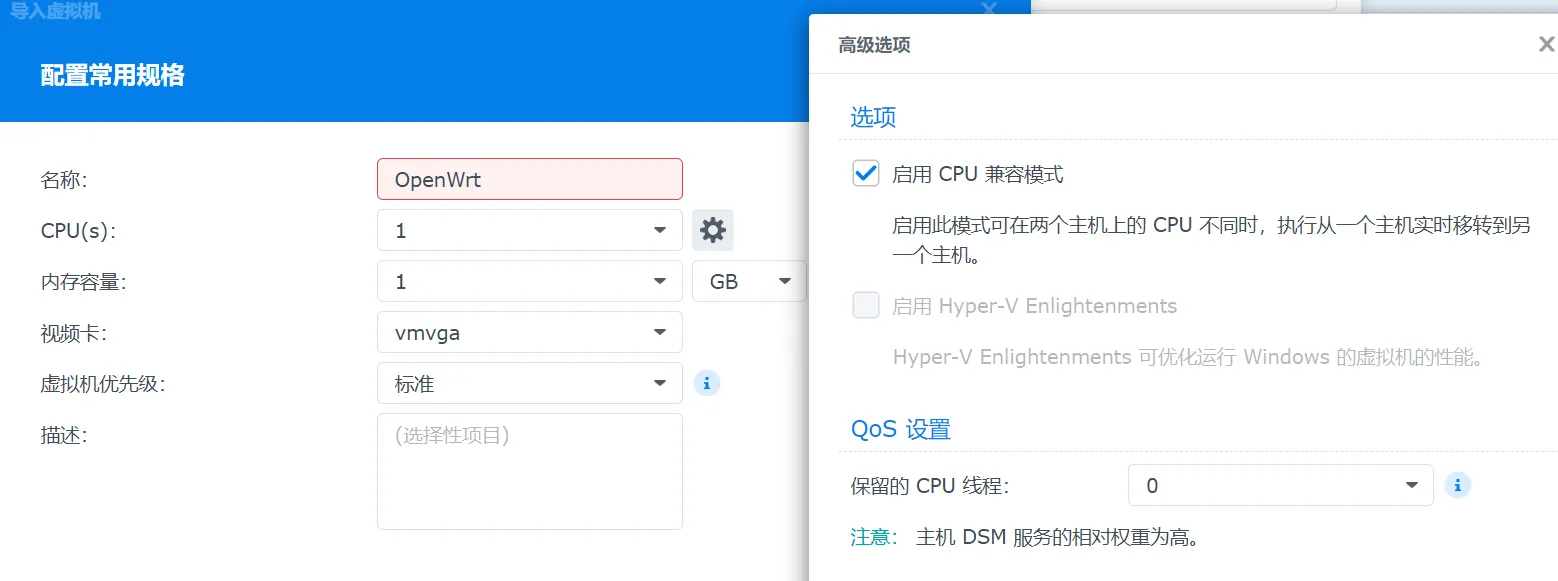 导入虚拟机
配置常用规格
名称:
OpenWrt
CPU(s):
1
内存容量:
1
GB
视频卡:
vmvga
虚拟机优先级:
标准
描述:
(选择性项目)
高级选项
选项
启用 CPU 兼容模式
启用此模式可在两个主机上的 CPU 不同时，执行从一个主机实时移转到另
一个主机。
启用 Hyper-V Enlightenments
Hyper-V Enlightenments 可优化运行 Windows 的虚拟机的性能。
QoS 设置
保留的 CPU 线程:
0
注意: 主机 DSM 服务的相对权重为高。